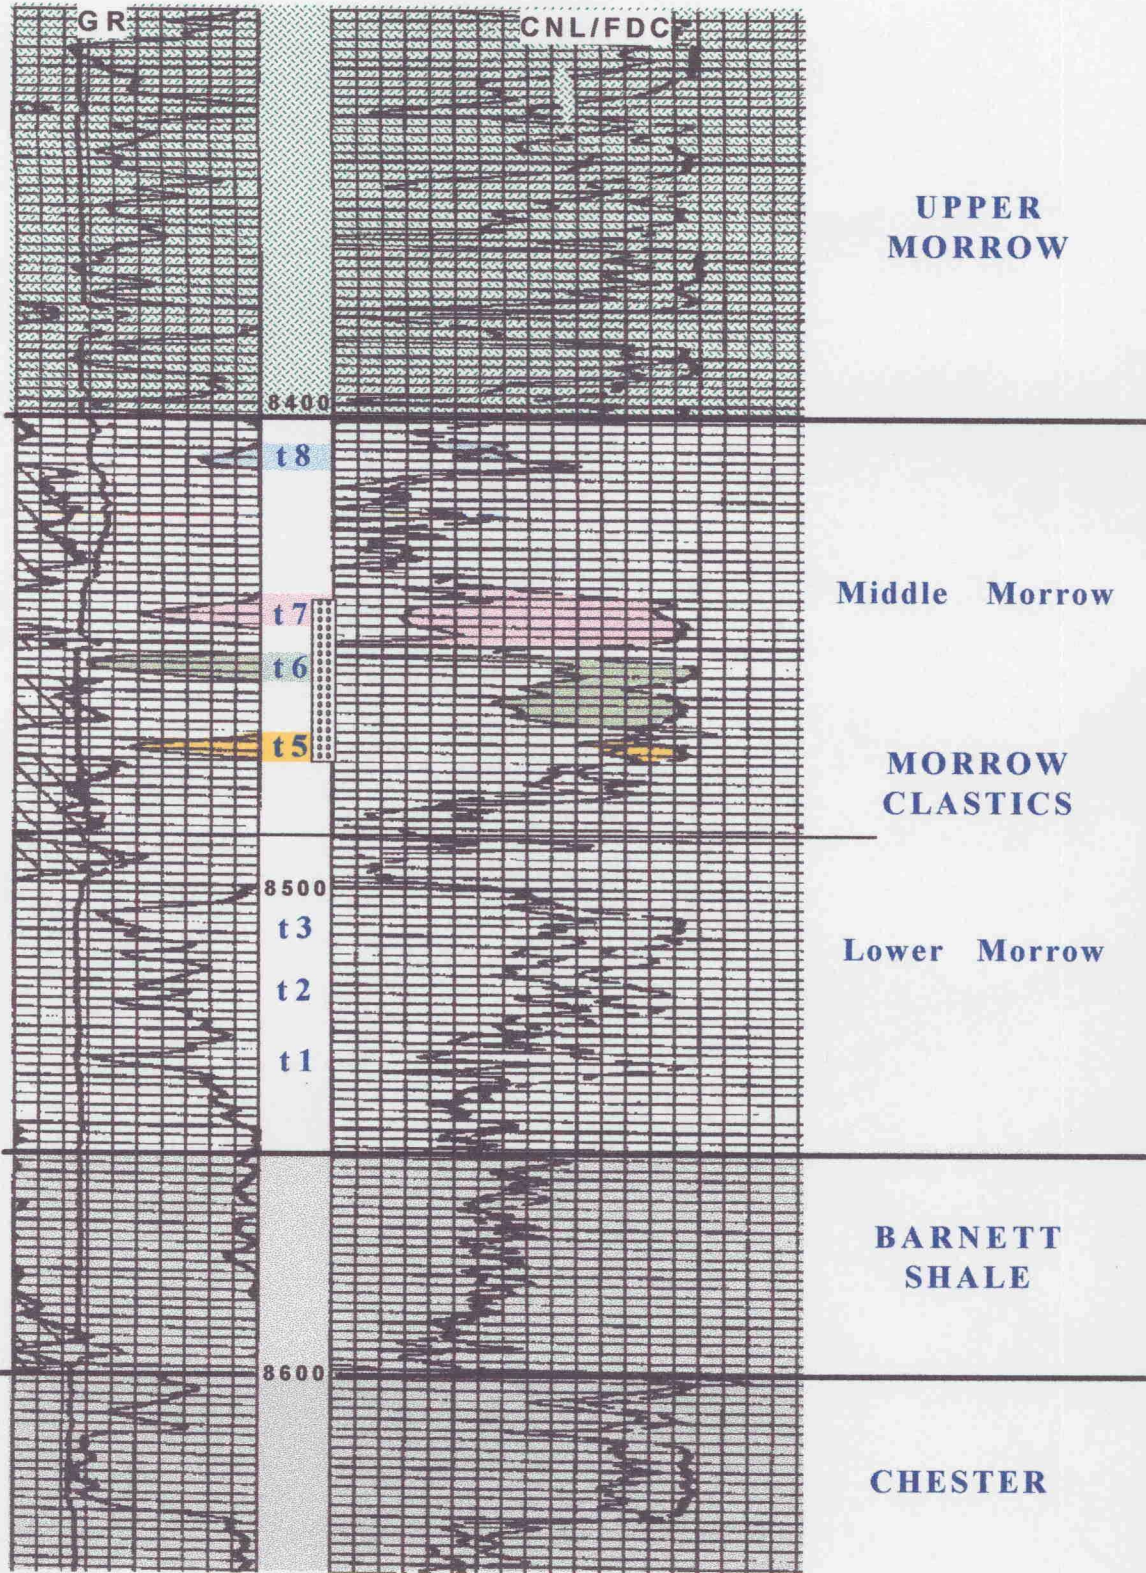 GR
CNL/FDC
UPPER
MORROW
8400
t8
Middle Morrow
t7
t6
t5
MORROW
CLASTICS
8500
t3
Lower Morrow
t2
t1
BARNETT
SHALE
8600
CHESTER